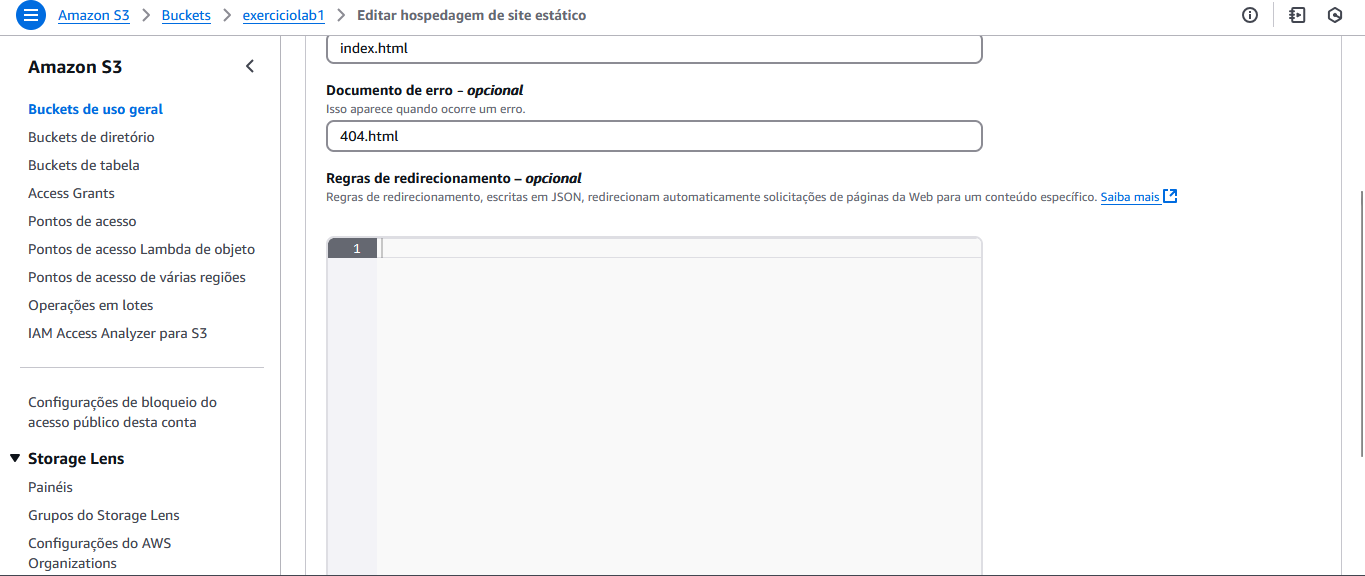 Amazon S3 > Buckets > exerciciolab1 > Editar hospedagem de site estático
Amazon S3
Buckets de uso geral
Buckets de diretório
Buckets de tabela
Access Grants
Pontos de acesso
Pontos de acesso Lambda de objeto
Pontos de acesso de várias regiões
Operações em lotes
IAM Access Analyzer para S3
Configurações de bloqueio do
acesso público desta conta
Storage Lens
Painéis
Grupos do Storage Lens
Configurações do AWS
Organizations
index.html
Documento de erro – opcional
Isso aparece quando ocorre um erro.
404.html
Regras de redirecionamento – opcional
Regras de redirecionamento, escritas em JSON, redirecionam automaticamente solicitações de páginas da Web para um conteúdo específico. Saiba mais
1